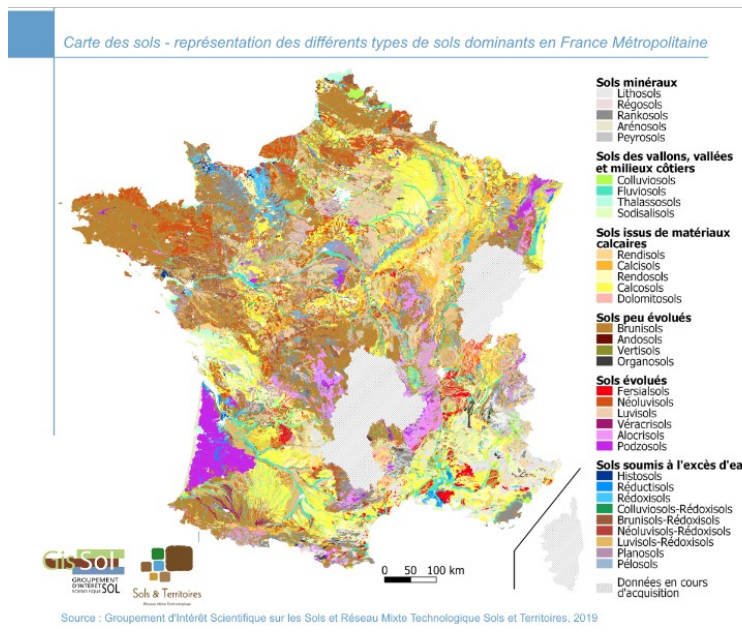 Carte des sols - représentation des différents types de sols dominants en France Métropolitaine
Sols minéraux
Lithosols
Régosols
Rankosols
Arénosols
Peyrosols
Sols des vallons, vallées
et milieux côtiers
Colluviosols
Fluviosols
Thalassosols
Sodisalisols
Sols issus de matériaux
calcaires
Rendisols
Calcisols
Rendosols
Calcosols
Dolomitosols
Sols peu évolués
Brunisols
Andosols
Vertisols
Organosols
Sols évolués
Fersialsols
Néoluvisols
Luvisols
Véracrisols
Alocrisols
Podzosols
Sols soumis à l'excès d'ea
Histosols
Réductisols
Rédoxisols
Colluviosols-Rédoxisols
Brunisols-Rédoxisols
Néoluvisols-Rédoxisols
Luvisols-Rédoxisols
Planosols
Pélosols
Données en cours
d'acquisition
0 50 100 km
GisSol
GROUPEMENT
D'INTÉRÊT
SCIENTIFIQUE SOL
Sols & Territoires
Réseau Mixte Technologique
Source : Groupement d'Intérêt Scientifique sur les Sols et Réseau Mixte Technologique Sols et Territoires, 2019